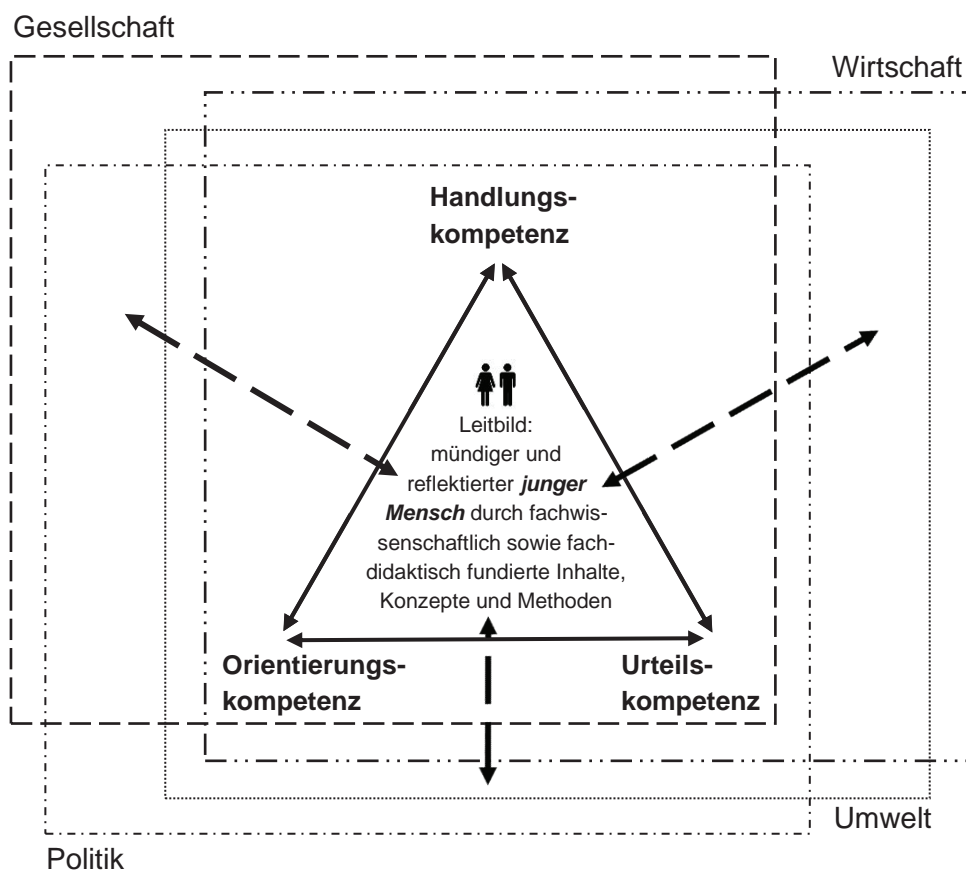 Gesellschaft
Wirtschaft
Handlungs-
kompetenz
Leitbild:
mündiger und
reflektierter junger
Mensch durch fachwis-
senschaftlich sowie fach-
didaktisch fundierte Inhalte,
Konzepte und Methoden
Orientierungs-
kompetenz
Urteils-
kompetenz
Umwelt
Politik